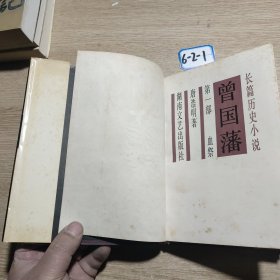 6-2-1
长篇历史小说
曾国藩
第一部 血祭
唐浩明著
湖南文艺出版社
记